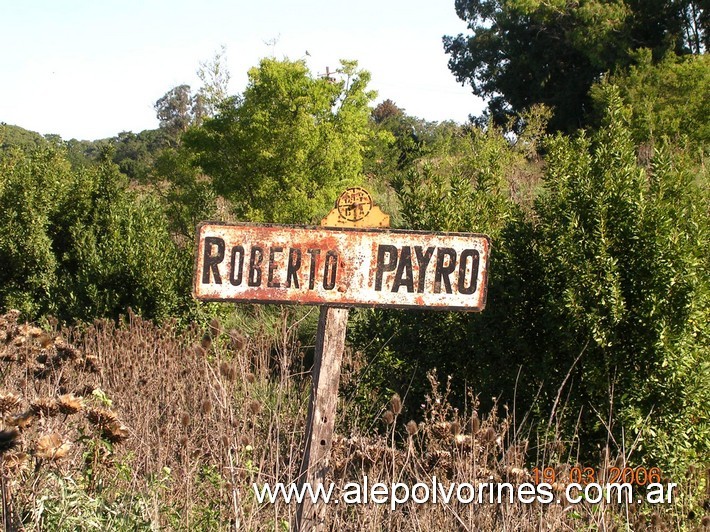 ROBERTO. PAYRO
19.03.2006
www.alepolvorines.com.ar